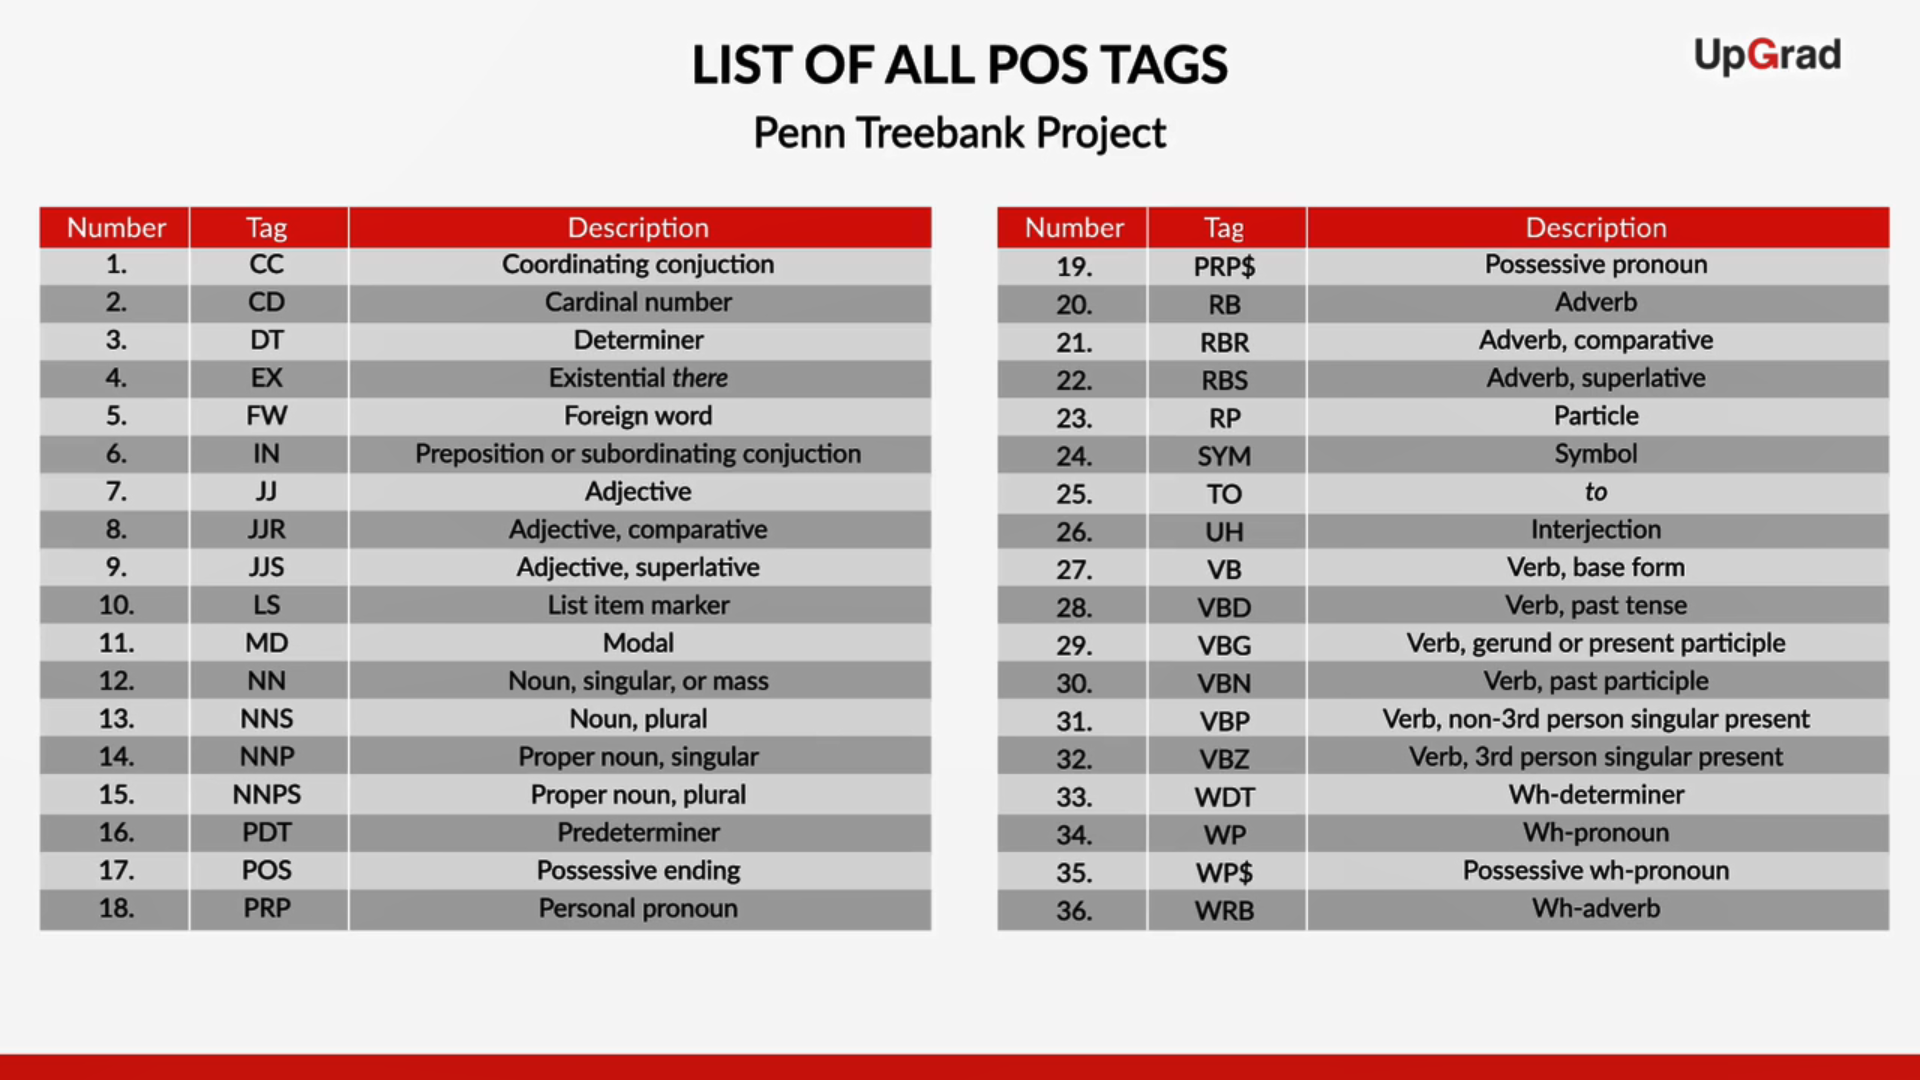 LIST OF ALL POS TAGS
UpGrad
Penn Treebank Project
Number Tag Description
1. CC Coordinating conjuction
2. CD Cardinal number
3. DT Determiner
4. EX Existential there
5. FW Foreign word
6. IN Preposition or subordinating conjuction
7. JJ Adjective
8. JJR Adjective, comparative
9. JJS Adjective, superlative
10. LS List item marker
11. MD Modal
12. NN Noun, singular, or mass
13. NNS Noun, plural
14. NNP Proper noun, singular
15. NNPS Proper noun, plural
16. PDT Predeterminer
17. POS Possessive ending
18. PRP Personal pronoun
Number Tag Description
19. PRP$ Possessive pronoun
20. RB Adverb
21. RBR Adverb, comparative
22. RBS Adverb, superlative
23. RP Particle
24. SYM Symbol
25. TO to
26. UH Interjection
27. VB Verb, base form
28. VBD Verb, past tense
29. VBG Verb, gerund or present participle
30. VBN Verb, past participle
31. VBP Verb, non-3rd person singular present
32. VBZ Verb, 3rd person singular present
33. WDT Wh-determiner
34. WP Wh-pronoun
35. WP$ Possessive wh-pronoun
36. WRB Wh-adverb